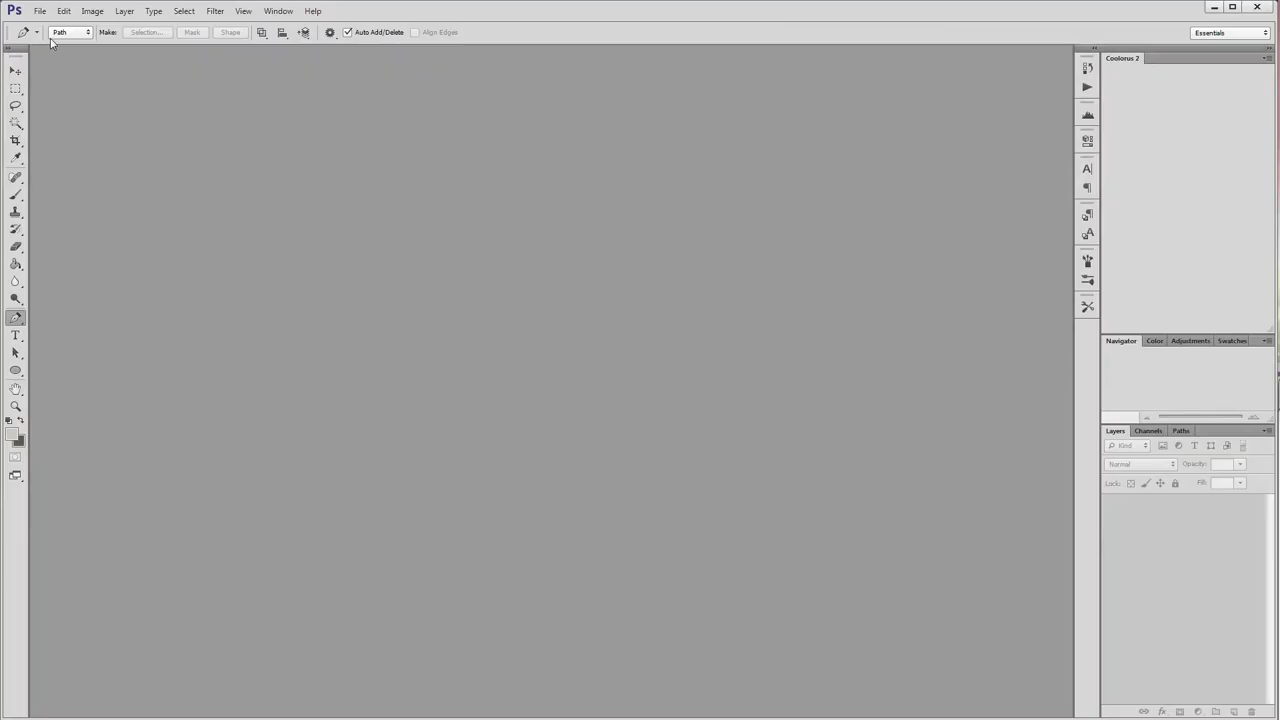 Ps File Edit Image Layer Type Select Filter View Window Help
Path Make: Selection... Mask Shape Auto Add/Delete Align Edges Essentials
Coolorus 2
Navigator Color Adjustments Swatches
Layers Channels Paths
Kind
Normal Opacity:
Lock: Fill: